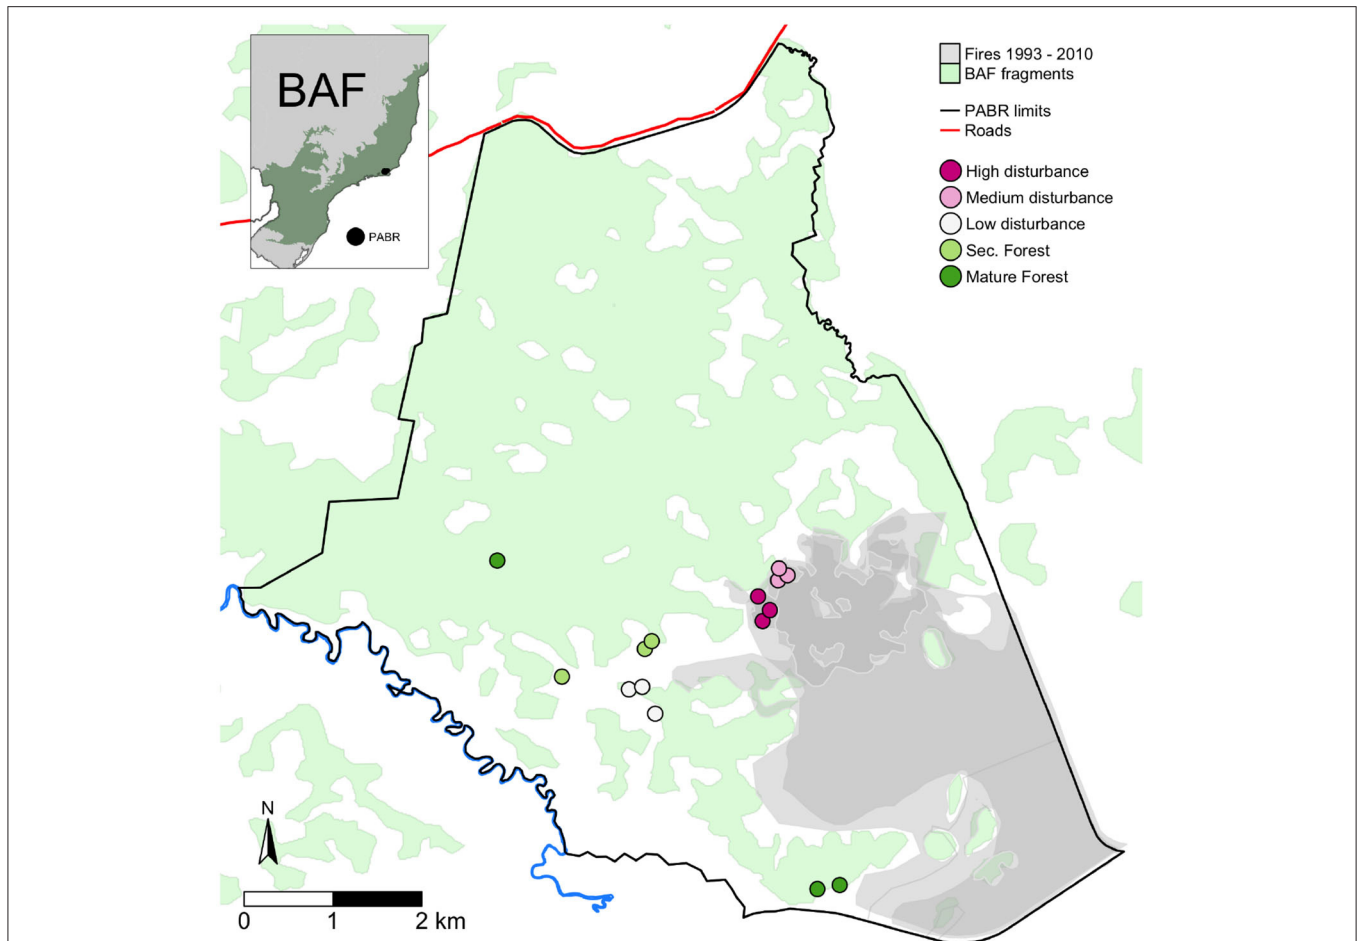 BAF
PABR
Fires 1993 - 2010
BAF fragments
PABR limits
Roads
High disturbance
Medium disturbance
Low disturbance
Sec. Forest
Mature Forest
N
0 1 2 km